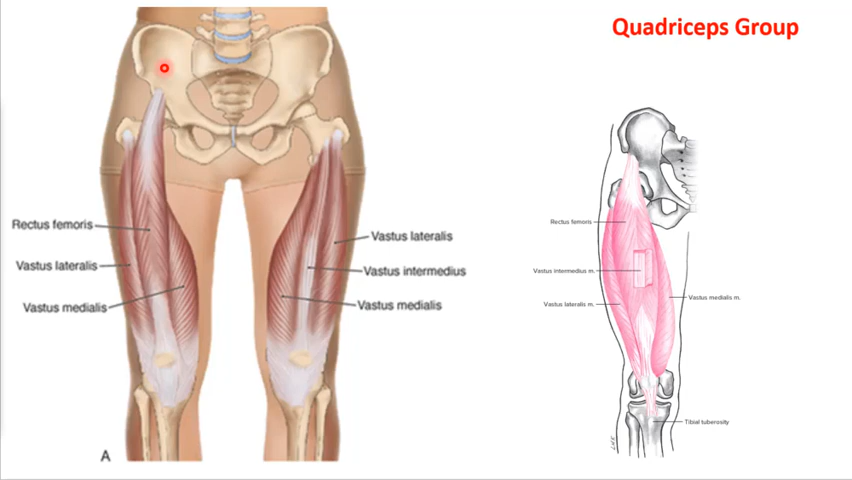 Quadriceps Group
Rectus femoris
Vastus lateralis
Vastus medialis
Vastus lateralis
Vastus intermedius
Vastus medialis
A
Rectus femoris
Vastus intermedius m.
Vastus lateralis m.
Vastus medialis m.
Tibial tuberosity